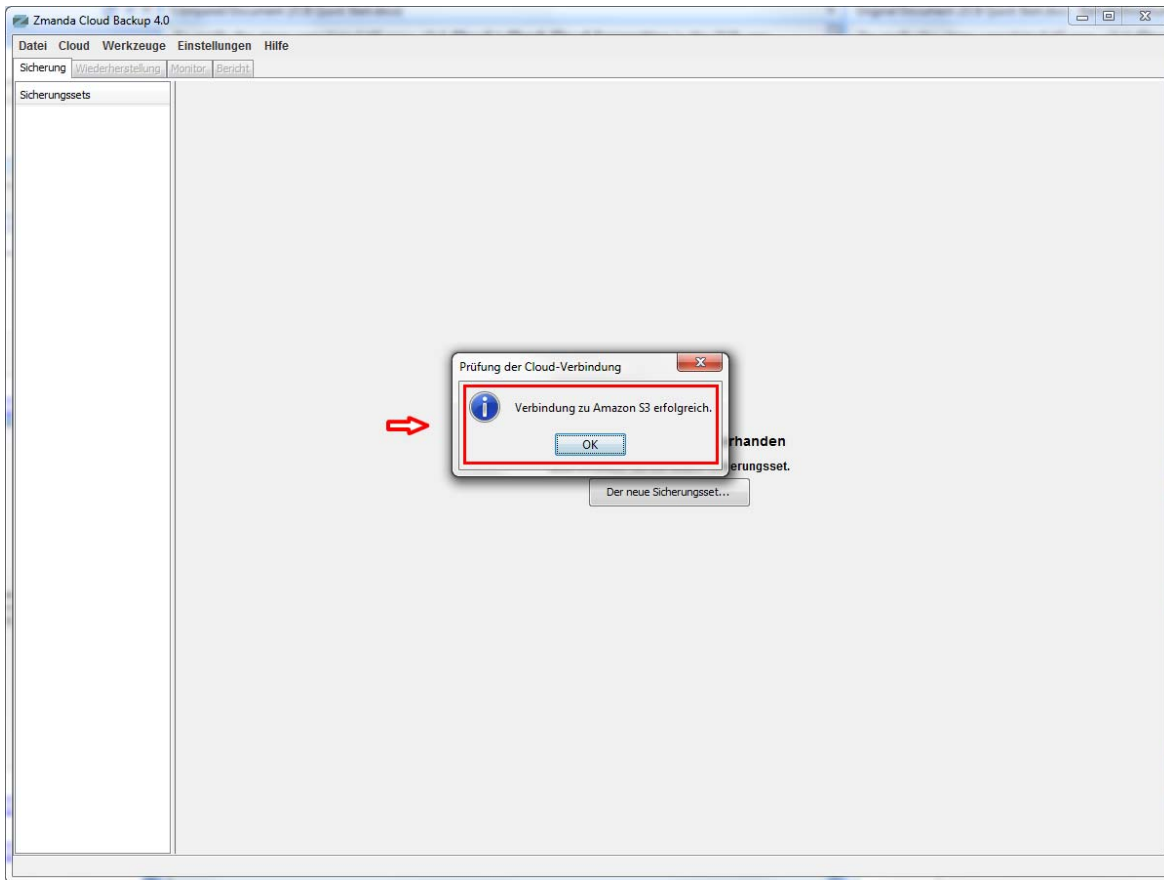 Zmanda Cloud Backup 4.0
Datei Cloud Werkzeuge Einstellungen Hilfe
Sicherung Wiederherstellung Monitor Bericht
Sicherungssets
Prüfung der Cloud-Verbindung
Verbindung zu Amazon S3 erfolgreich.
OK
rhanden
erungsset.
Der neue Sicherungsset...